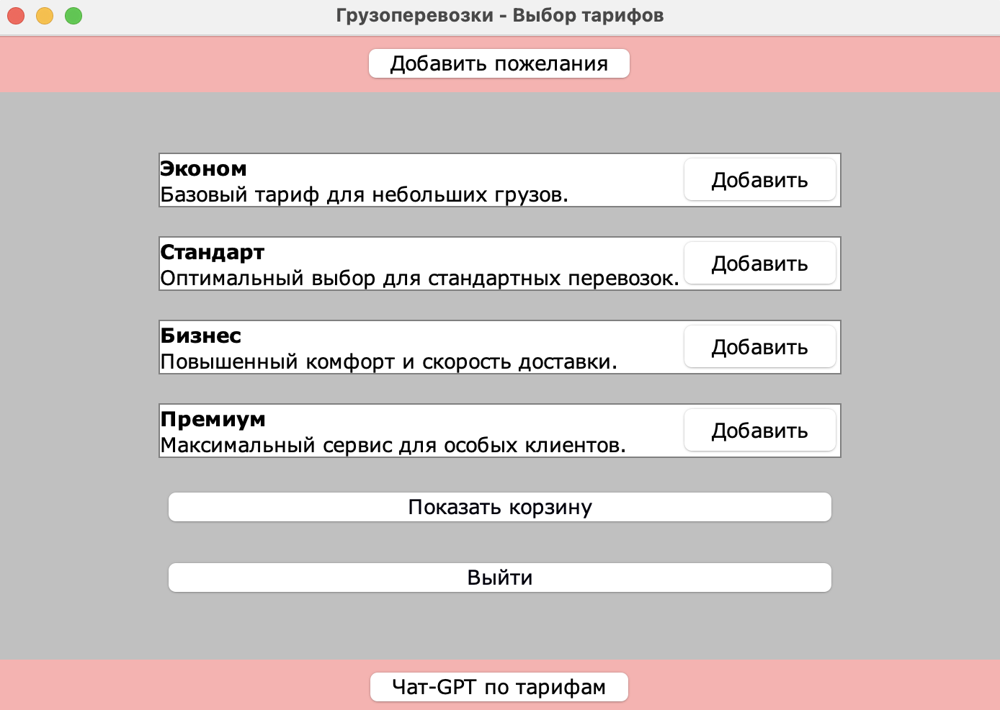 Грузоперевозки - Выбор тарифов
Добавить пожелания
Эконом
Базовый тариф для небольших грузов.
Добавить
Стандарт
Оптимальный выбор для стандартных перевозок.
Добавить
Бизнес
Повышенный комфорт и скорость доставки.
Добавить
Премиум
Максимальный сервис для особых клиентов.
Добавить
Показать корзину
Выйти
Чат-GPT по тарифам